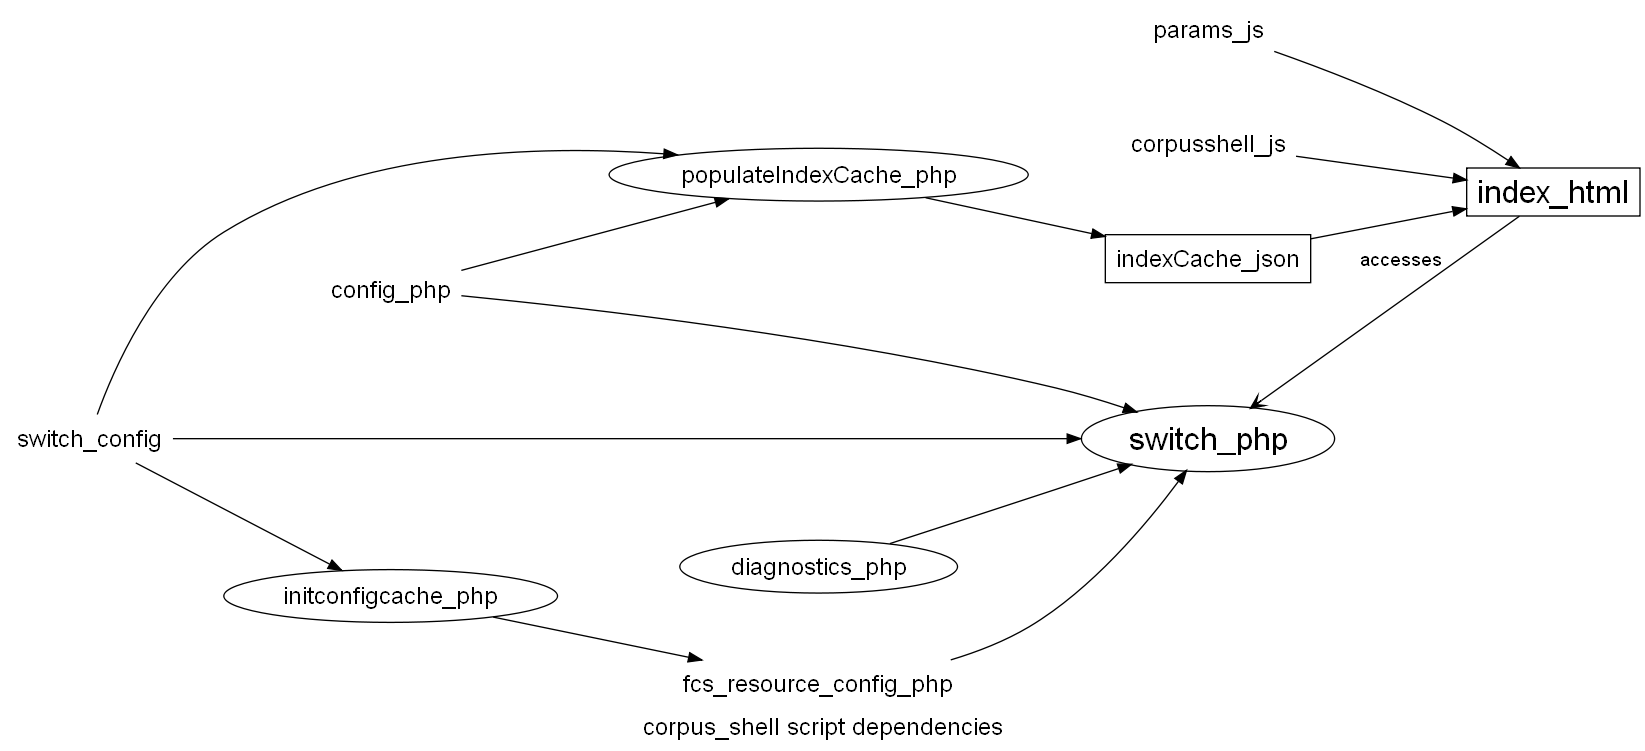 params_js
corpusshell_js
populateIndexCache_php
index_html
indexCache_json
accesses
config_php
switch_config
switch_php
diagnostics_php
initconfigcache_php
fcs_resource_config_php
corpus_shell script dependencies